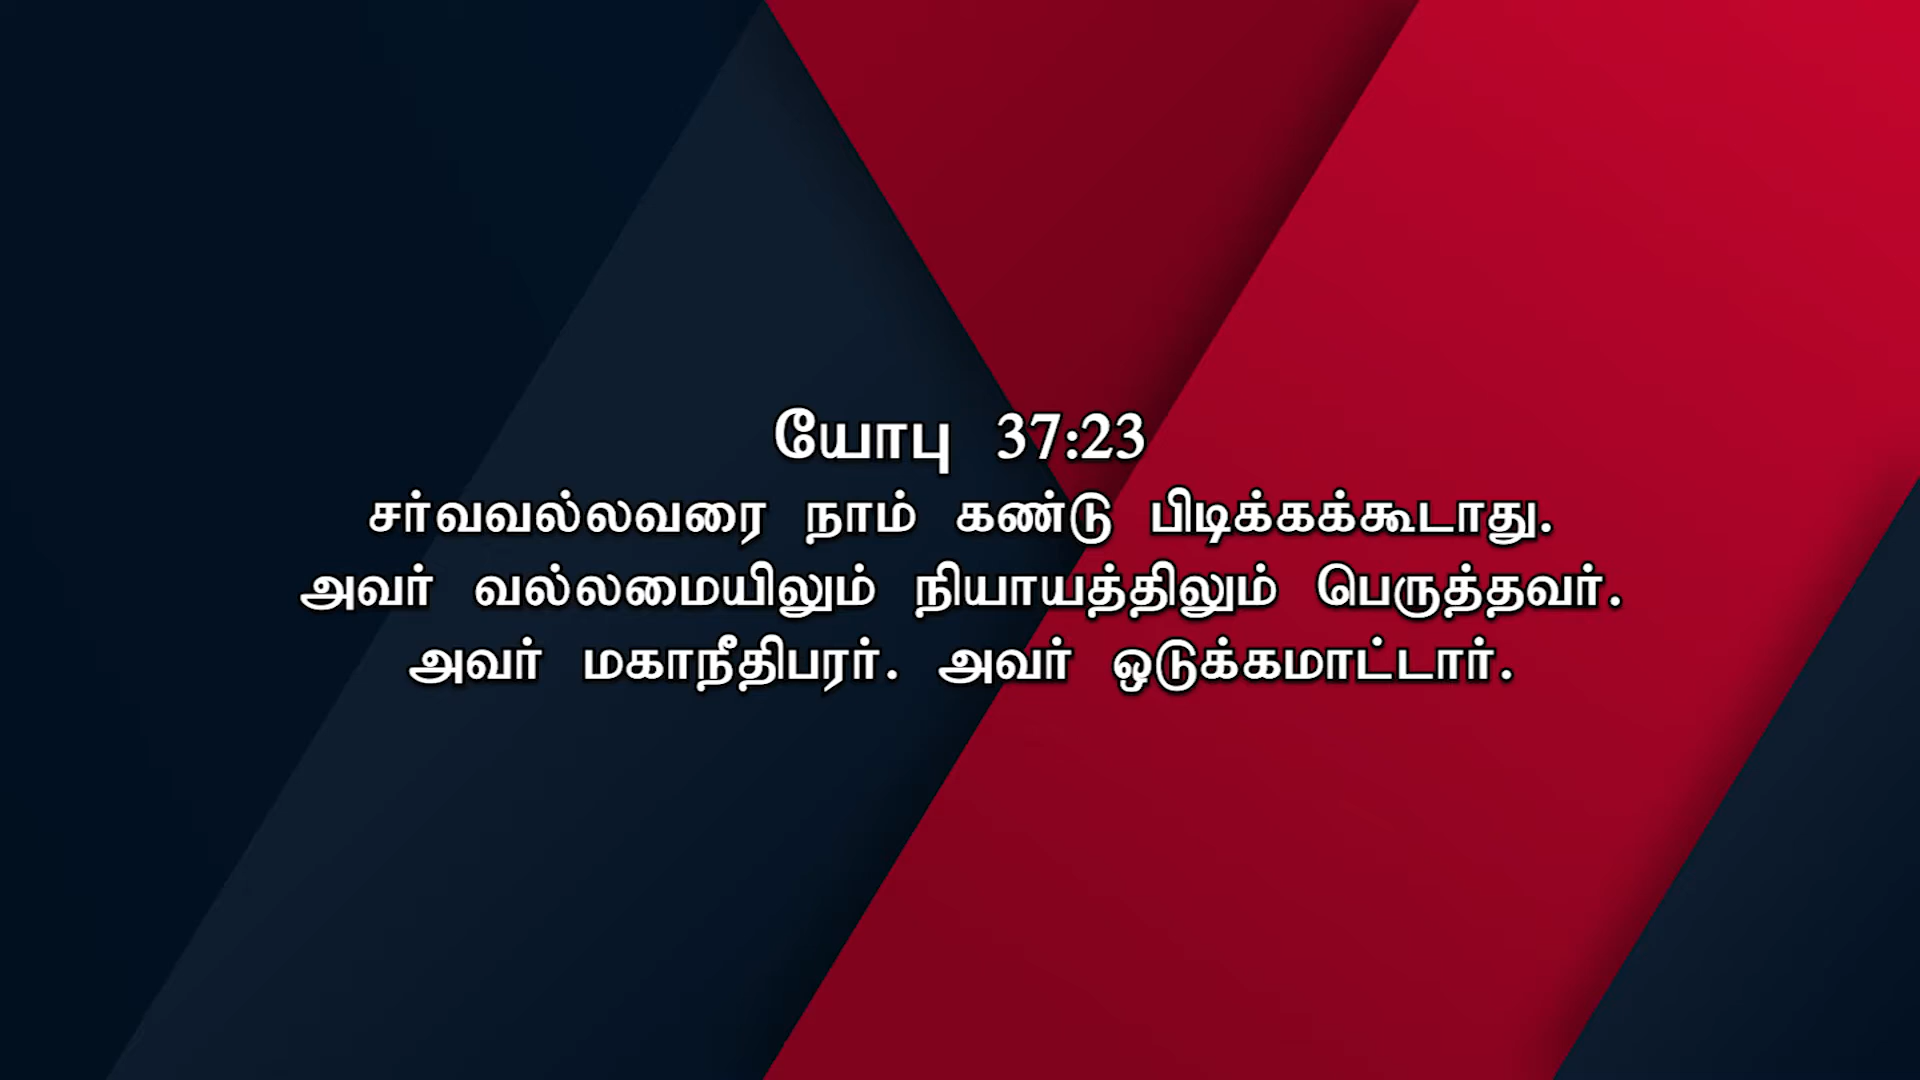 யோபு 37:23
சர்வவல்லவரை நாம் கண்டு பிடிக்கக்கூடாது.
அவர் வல்லமையிலும் நியாயத்திலும் பெருத்தவர்.
அவர் மகாநீதிபரர். அவர் ஒடுக்கமாட்டார்.